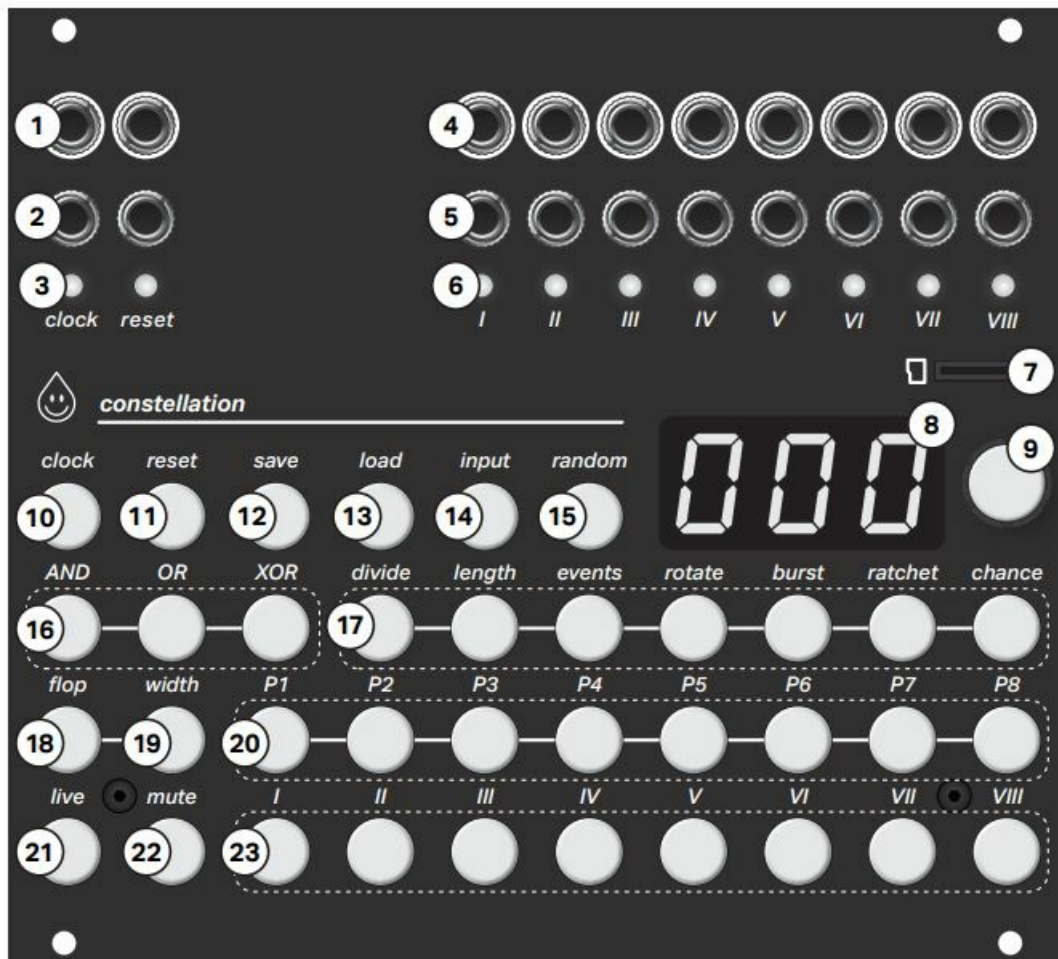 1 4
2 5
3 6
clock reset I II III IV V VI VII VIII
7
constellation
8
9
clock reset save load input random
000
10 11 12 13 14 15
AND OR XOR divide length events rotate burst ratchet chance
16 17
flop width P1 P2 P3 P4 P5 P6 P7 P8
18 19 20
live mute I II III IV V VI VII VIII
21 22 23